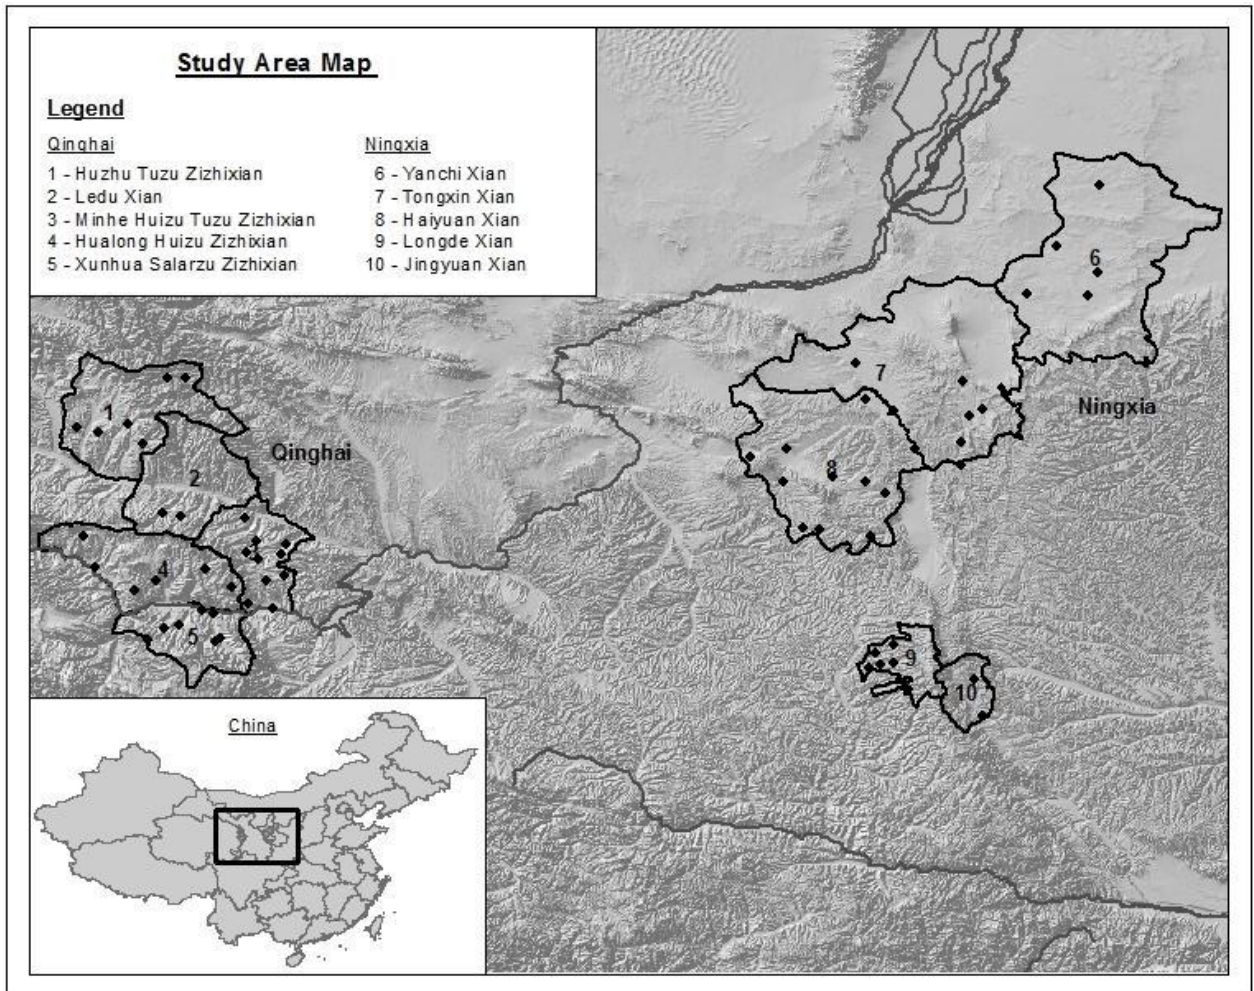 Study Area Map
Legend
Qinghai
1 - Huzhu Tuzu Zizhixian
2 - Ledu Xian
3 - Minhe Huizu Tuzu Zizhixian
4 - Hualong Huizu Zizhixian
5 - Xunhua Salarzu Zizhixian
Ningxia
6 - Yanchi Xian
7 - Tongxin Xian
8 - Haiyuan Xian
9 - Longde Xian
10 - Jingyuan Xian
6
7
Ningxia
1
Qinghai
2
8
3
4
5
9
10
China